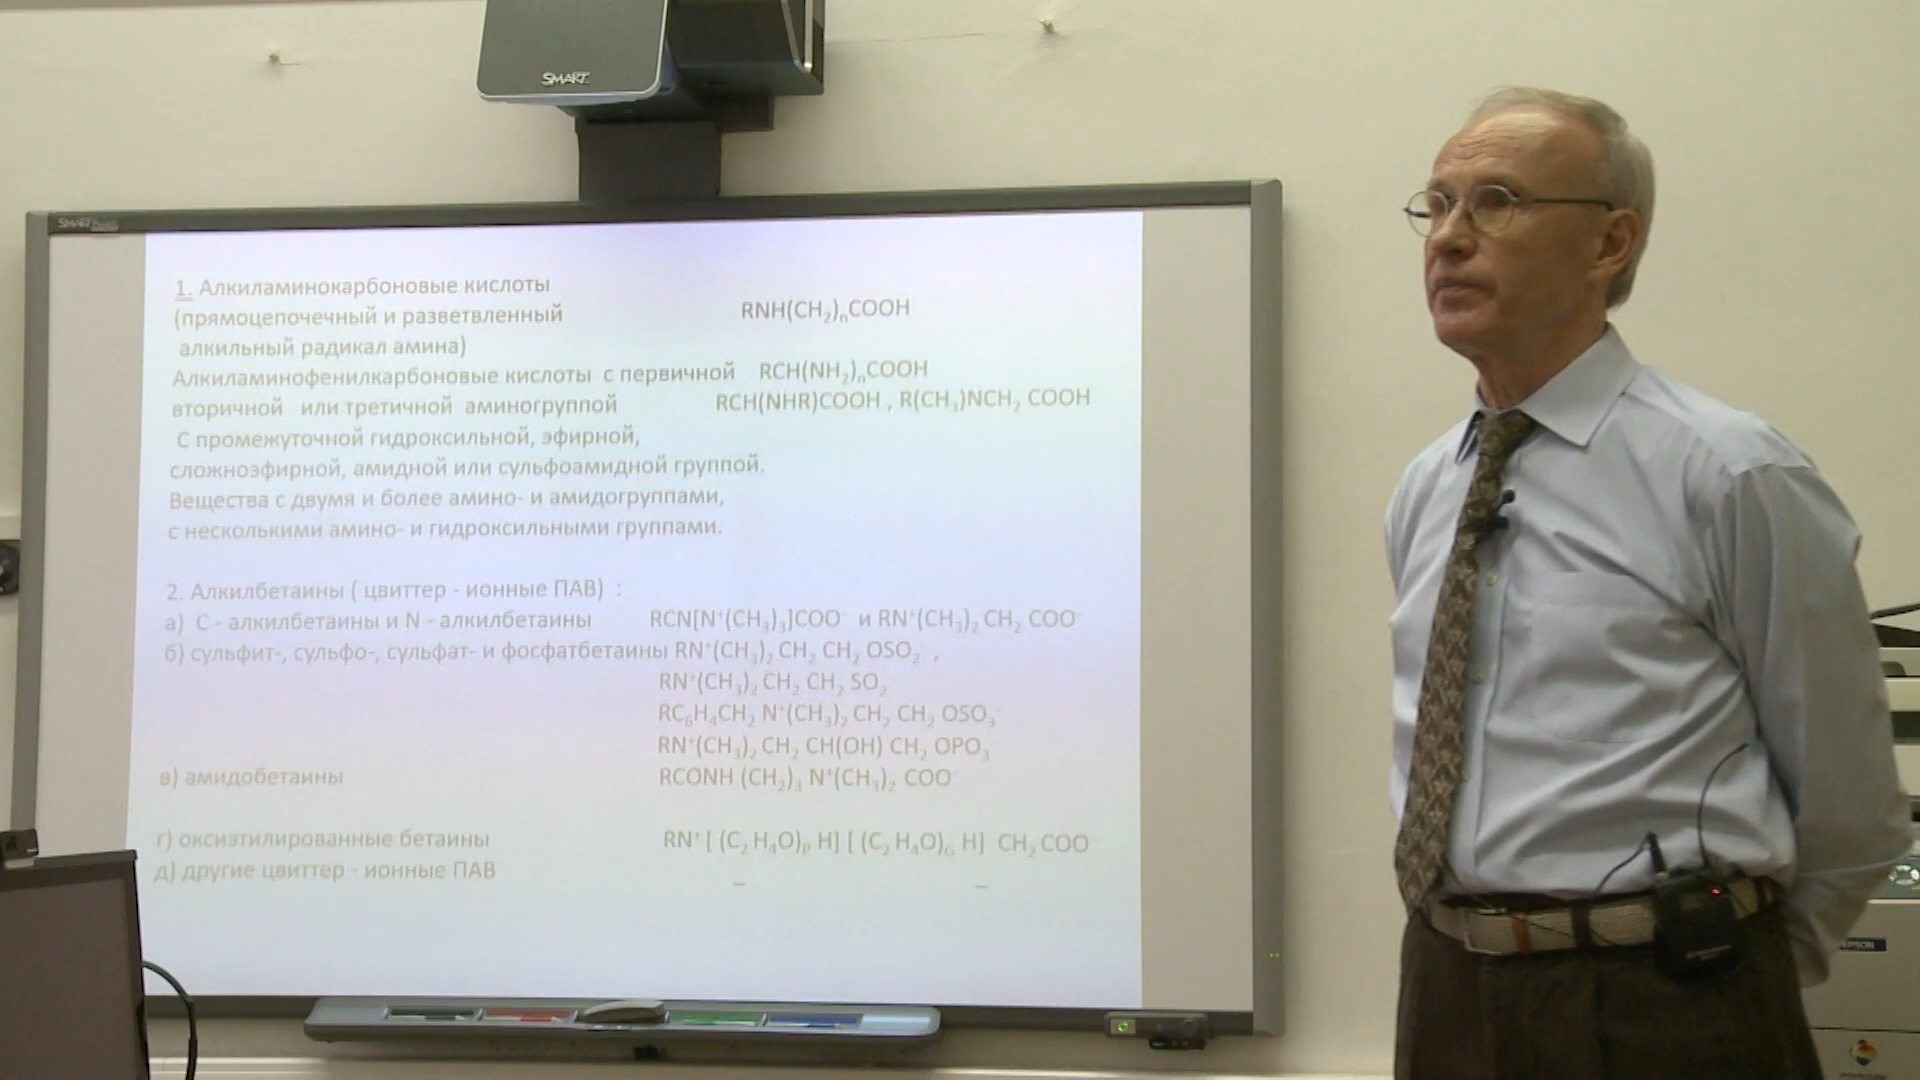 SMART
SMART Board
1. Алкиламинокарбоновые кислоты
(прямоцепочечный и разветвленный RNH(CH₂)ₙCOOH
алкильный радикал амина)
Алкиламинофенилкарбоновые кислоты с первичной RCH(NH₂)ₙCOOH
вторичной или третичной аминогруппой RCH(NHR)COOH , R(CH₃)NCH₂ COOH
С промежуточной гидроксильной, эфирной,
сложноэфирной, амидной или сульфоамидной группой.
Вещества с двумя и более амино- и амидогруппами,
с несколькими амино- и гидроксильными группами.
2. Алкилбетаины ( цвиттер - ионные ПАВ) :
а) С - алкилбетаины и N - алкилбетаины RCN[N⁺(CH₃)₃]COO⁻ и RN⁺(CH₃)₂ CH₂ COO⁻
б) сульфит-, сульфо-, сульфат- и фосфатбетаины RN⁺(CH₃)₂ CH₂ CH₂ OSO₂⁻ ,
RN⁺(CH₃)₂ CH₂ CH₂ SO₂⁻
RC₆H₄CH₂ N⁺(CH₃)₂ CH₂ CH₂ OSO₃⁻
RN⁺(CH₃)₂ CH₂ CH(OH) CH₂ OPO₃⁻
в) амидобетаины RCONH (CH₂)₃ N⁺(CH₃)₂ COO⁻
г) оксиэтилированные бетаины RN⁺ [ (C₂ H₄O)ₚ H] [ (C₂ H₄O)G H] CH₂ COO⁻
д) другие цвиттер - ионные ПАВ
EPSON